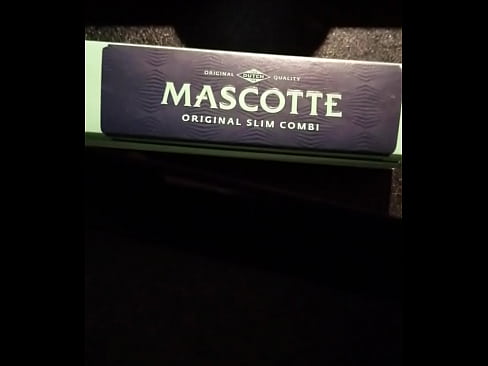 ORIGINAL DUTCH QUALITY
MASCOTTE
ORIGINAL SLIM COMBI